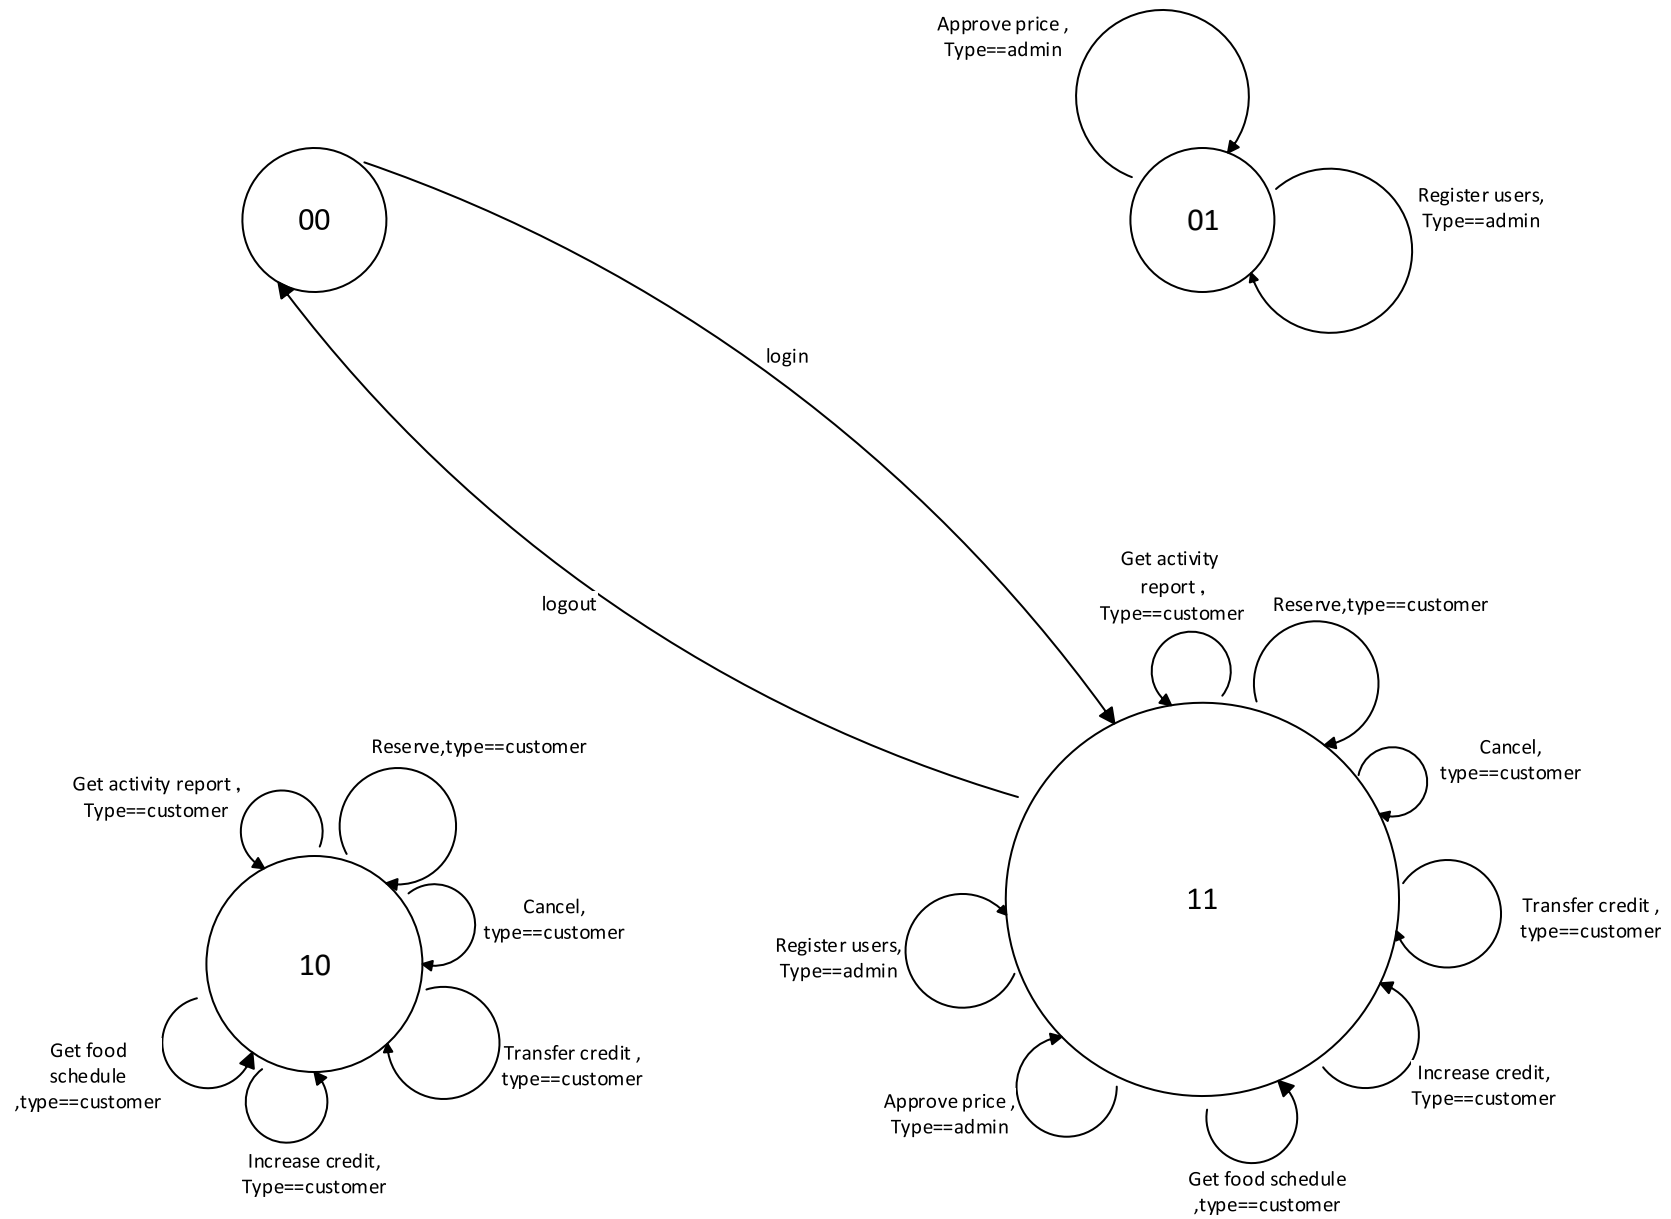 Approve price ,
Type==admin
00
01
Register users,
Type==admin
login
logout
Get activity
report ,
Type==customer
Reserve,type==customer
Cancel,
type==customer
Transfer credit ,
type==customer
11
Register users,
Type==admin
Approve price ,
Type==admin
Increase credit,
Type==customer
Get food schedule
,type==customer
Reserve,type==customer
Get activity report ,
Type==customer
Cancel,
type==customer
10
Get food
schedule
,type==customer
Transfer credit ,
type==customer
Increase credit,
Type==customer